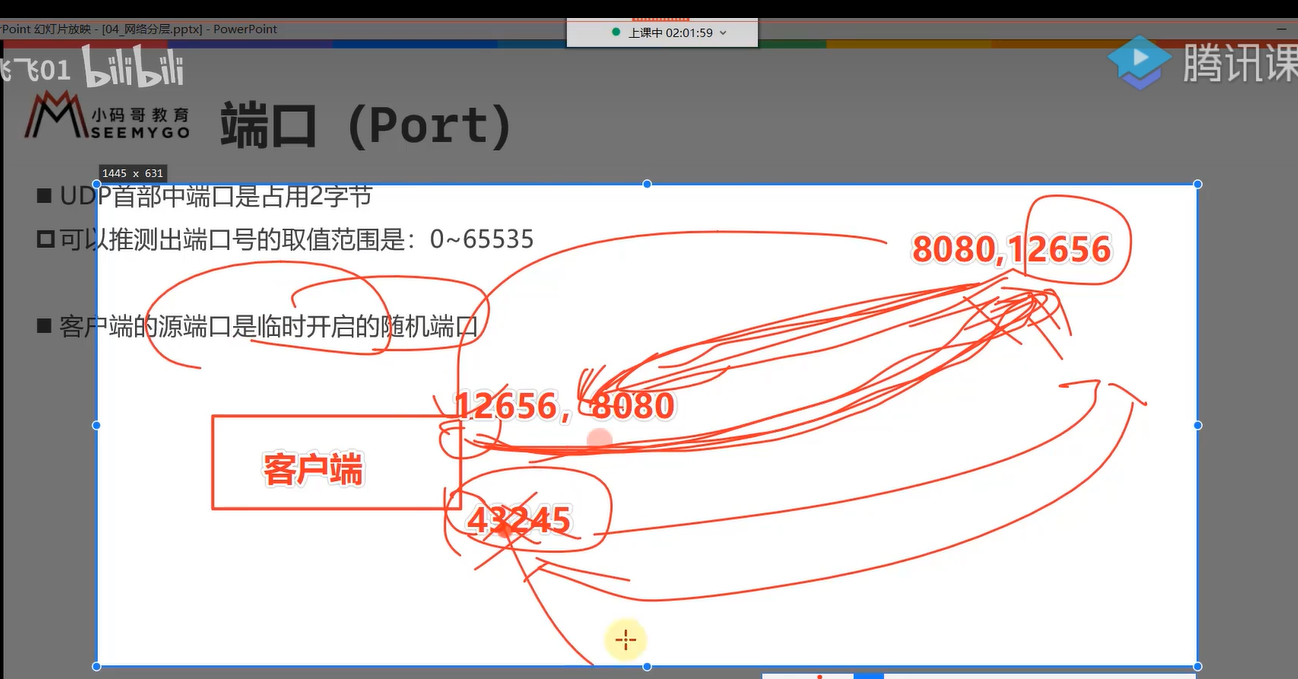 Point 幻灯片放映 - [04_网络分层.pptx] - PowerPoint
上课中 02:01:59
飞飞01 bilibili
腾讯课
小码哥教育
SEEMYGO
端口（Port）
1445 x 631
UDP首部中端口是占用2字节
可以推测出端口号的取值范围是：0~65535
8080,12656
客户端的源端口是临时开启的随机端口
12656，8080
客户端
43245